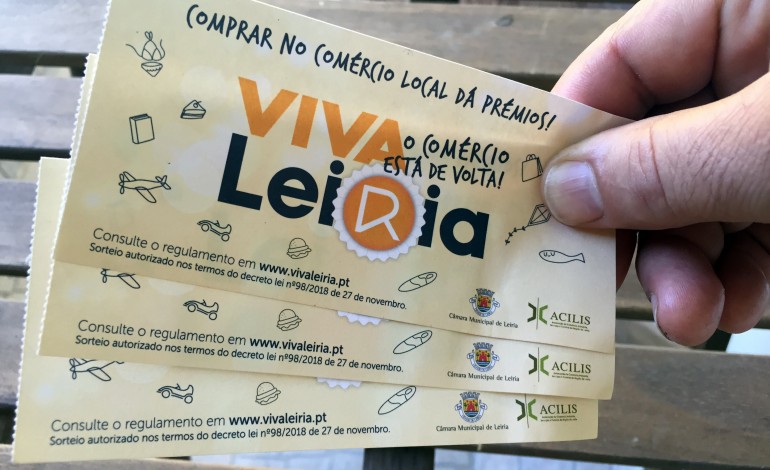 COMPRAR NO COMÉRCIO LOCAL DÁ PRÉMIOS!
VIVA
O COMÉRCIO
ESTÁ DE VOLTA!
LeiRia
Consulte o regulamento em www.vivaleiria.pt
Sorteio autorizado nos termos do decreto lei nº98/2018 de 27 de novembro.
Câmara Municipal de Leiria
ACILIS
Consulte o regulamento em www.vivaleiria.pt
Sorteio autorizado nos termos do decreto lei nº98/2018 de 27 de novembro.
Câmara Municipal de Leiria
ACILIS
Consulte o regulamento em www.vivaleiria.pt
Sorteio autorizado nos termos do decreto lei nº98/2018 de 27 de novembro.
Câmara Municipal de Leiria
ACILIS